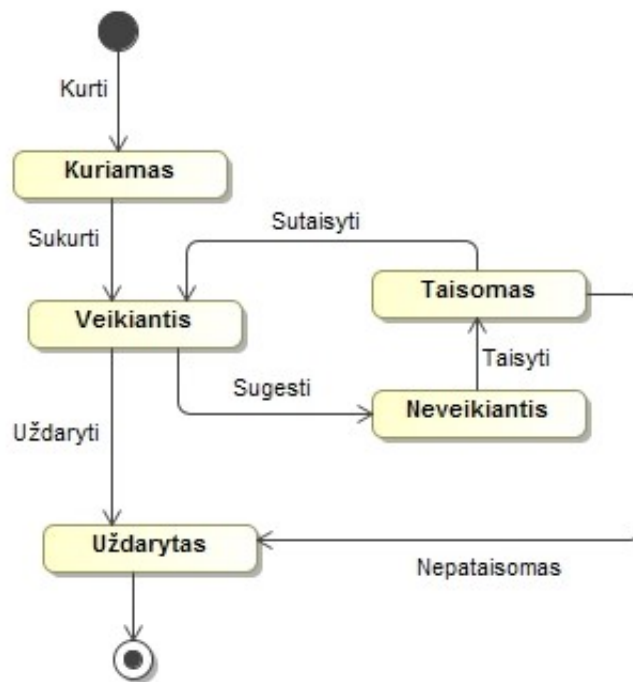 Kurti
Kuriamas
Sukurti
Sutaisyti
Taisomas
Veikiantis
Taisyti
Sugesti
Neveikiantis
Uždaryti
Uždarytas
Nepataisomas